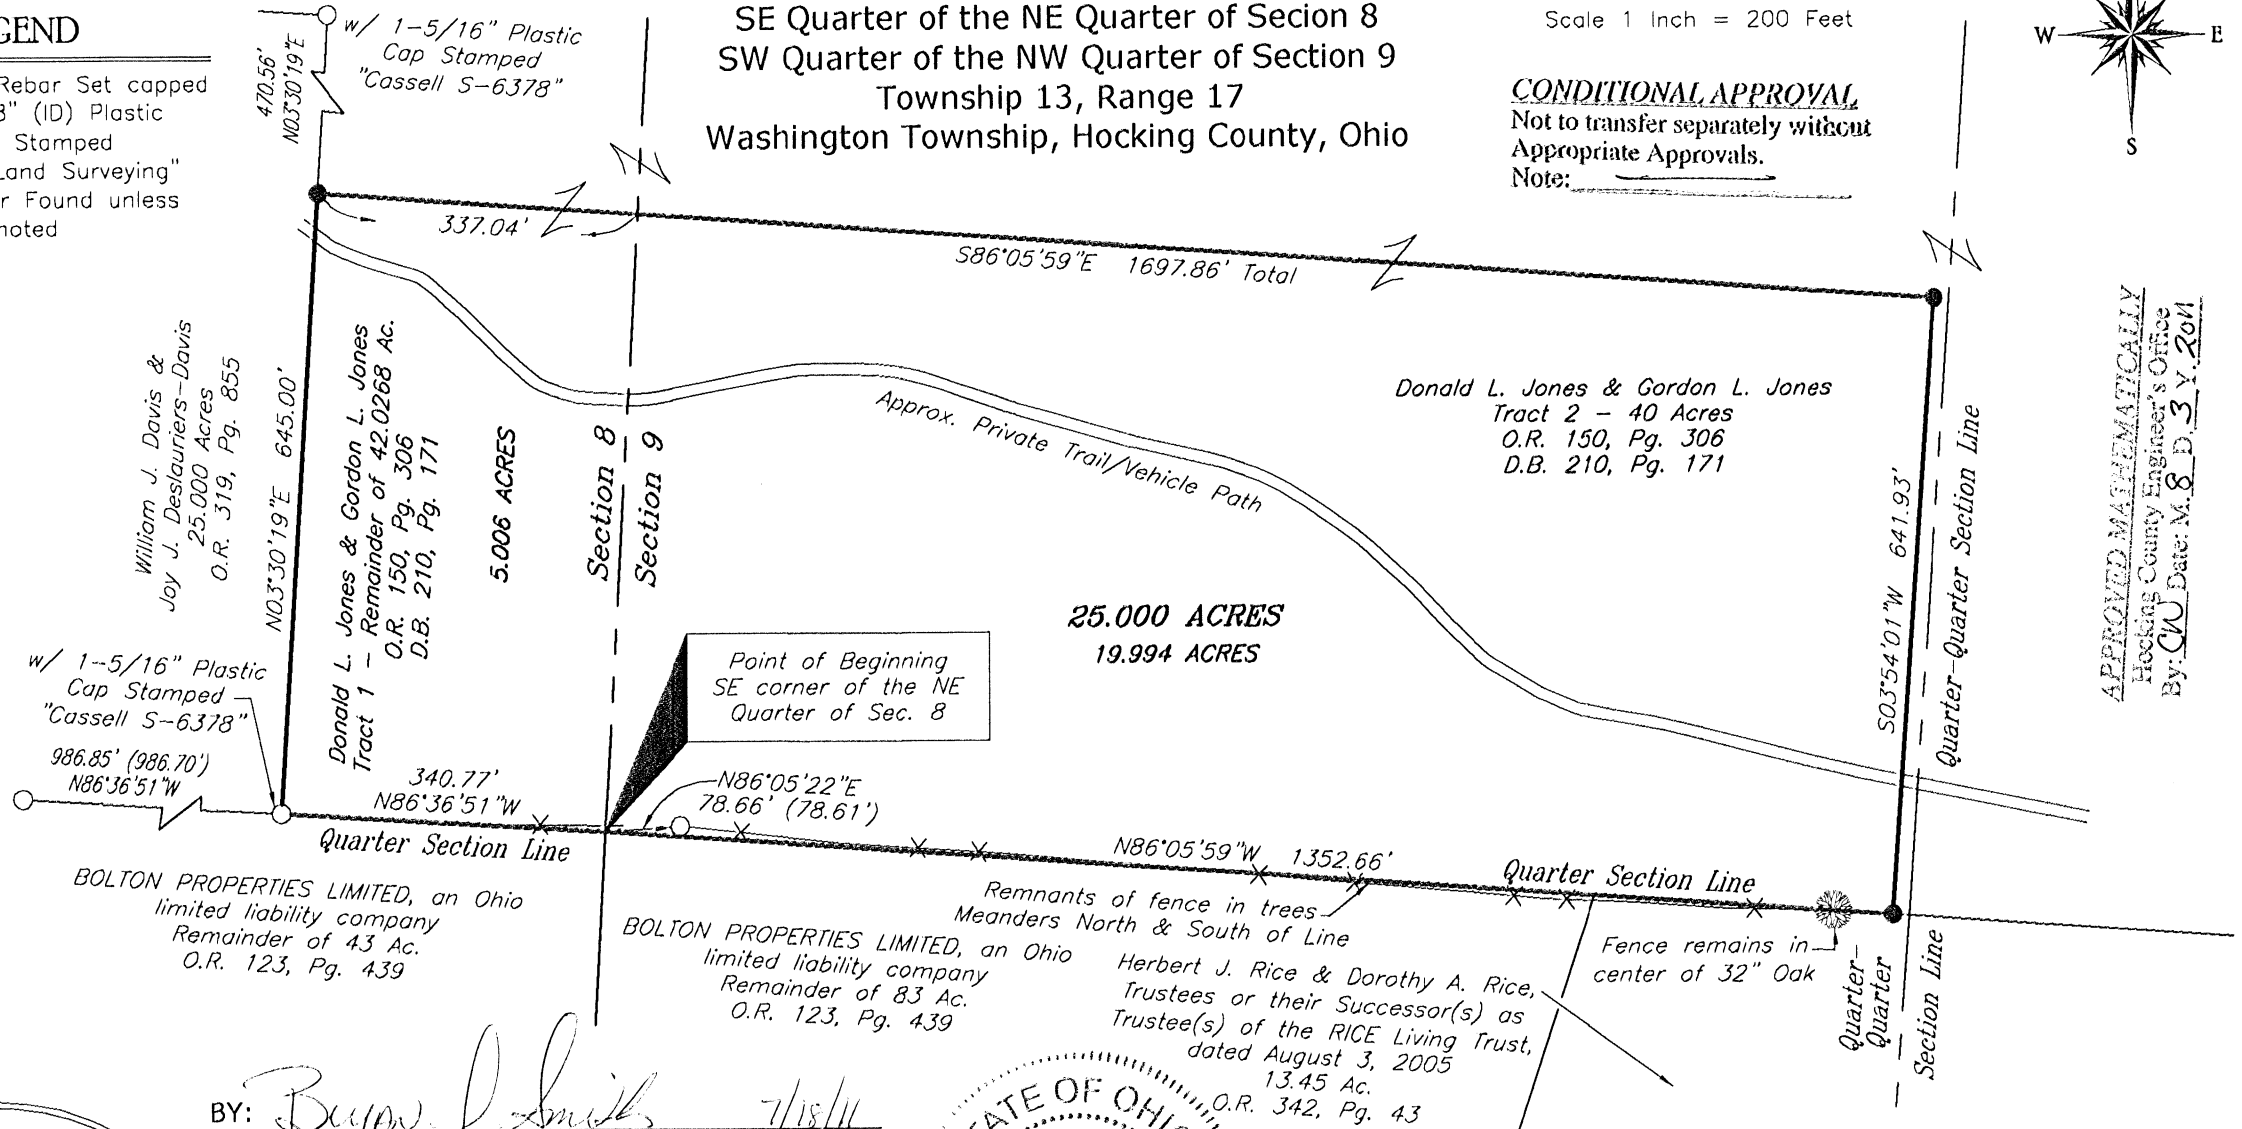 GEND
Rebar Set capped
3" (ID) Plastic
Stamped
Land Surveying"
r Found unless
noted
470.56'
N03°30'19"E
w/ 1-5/16" Plastic
Cap Stamped
"Cassell S-6378"
SE Quarter of the NE Quarter of Secion 8
SW Quarter of the NW Quarter of Section 9
Township 13, Range 17
Washington Township, Hocking County, Ohio
Scale 1 Inch = 200 Feet
CONDITIONAL APPROVAL
Not to transfer separately without
Appropriate Approvals.
Note:
W E
S
337.04'
S86°05'59"E 1697.86' Total
William J. Davis &
Joy J. Deslauriers-Davis
25.000 Acres
O.R. 319, Pg. 855
N03°30'19"E 645.00'
Donald L. Jones & Gordon L. Jones
Tract 1 - Remainder of 42.0268 Ac.
O.R. 150, Pg. 306
D.B. 210, Pg. 171
5.006 ACRES
Section 8
Section 9
Approx. Private Trail/Vehicle Path
Donald L. Jones & Gordon L. Jones
Tract 2 - 40 Acres
O.R. 150, Pg. 306
D.B. 210, Pg. 171
25.000 ACRES
19.994 ACRES
S03°54'01"W 641.93'
Quarter-Quarter Section Line
APPROVED MATHEMATICALLY
Hocking County Engineer's Office
By: CW Date: M. 8 D. 3 Y. 2011
Point of Beginning
SE corner of the NE
Quarter of Sec. 8
w/ 1-5/16" Plastic
Cap Stamped
"Cassell S-6378"
986.85' (986.70')
N86°36'51"W
340.77'
N86°36'51"W
N86°05'22"E
78.66' (78.61')
Quarter Section Line
N86°05'59"W 1352.66'
Quarter Section Line
Remnants of fence in trees
Meanders North & South of Line
Fence remains in
center of 32" Oak
BOLTON PROPERTIES LIMITED, an Ohio
limited liability company
Remainder of 43 Ac.
O.R. 123, Pg. 439
BOLTON PROPERTIES LIMITED, an Ohio
limited liability company
Remainder of 83 Ac.
O.R. 123, Pg. 439
Herbert J. Rice & Dorothy A. Rice,
Trustees or their Successor(s) as
Trustee(s) of the RICE Living Trust,
dated August 3, 2005
13.45 Ac.
O.R. 342, Pg. 43
Quarter-
Quarter
Section Line
BY: 7/18/11
ATE OF OHI